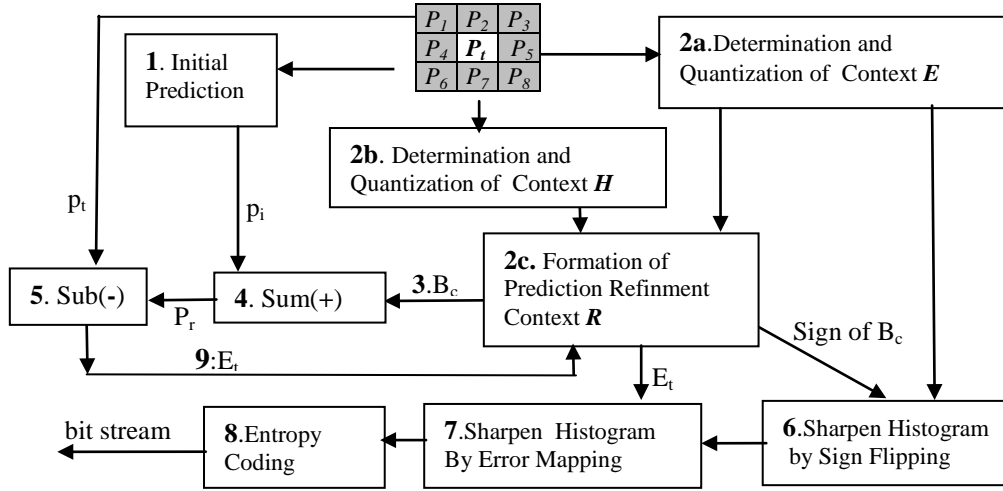 P1 P2 P3
P4 Pt P5
P6 P7 P8
1. Initial
Prediction
2a.Determination and
Quantization of Context E
2b. Determination and
Quantization of Context H
pt
pi
2c. Formation of
Prediction Refinment
Context R
3.Bc
4. Sum(+)
Pr
5. Sub(-)
9:Et
Et
Sign of Bc
6.Sharpen Histogram
by Sign Flipping
7.Sharpen Histogram
By Error Mapping
8.Entropy
Coding
bit stream